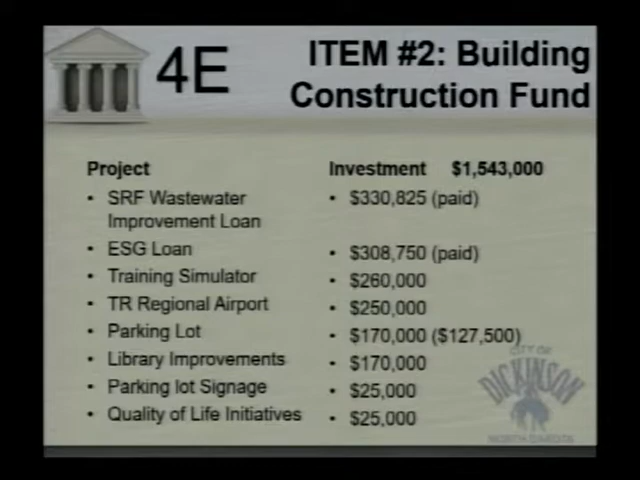 4E
ITEM #2: Building
Construction Fund
Project Investment $1,543,000
• SRF Wastewater • $330,825 (paid)
Improvement Loan
• ESG Loan • $308,750 (paid)
• Training Simulator • $260,000
• TR Regional Airport • $250,000
• Parking Lot • $170,000 ($127,500)
• Library Improvements • $170,000
• Parking lot Signage • $25,000
• Quality of Life Initiatives • $25,000
CITY OF
DICKINSON
NORTH DAKOTA